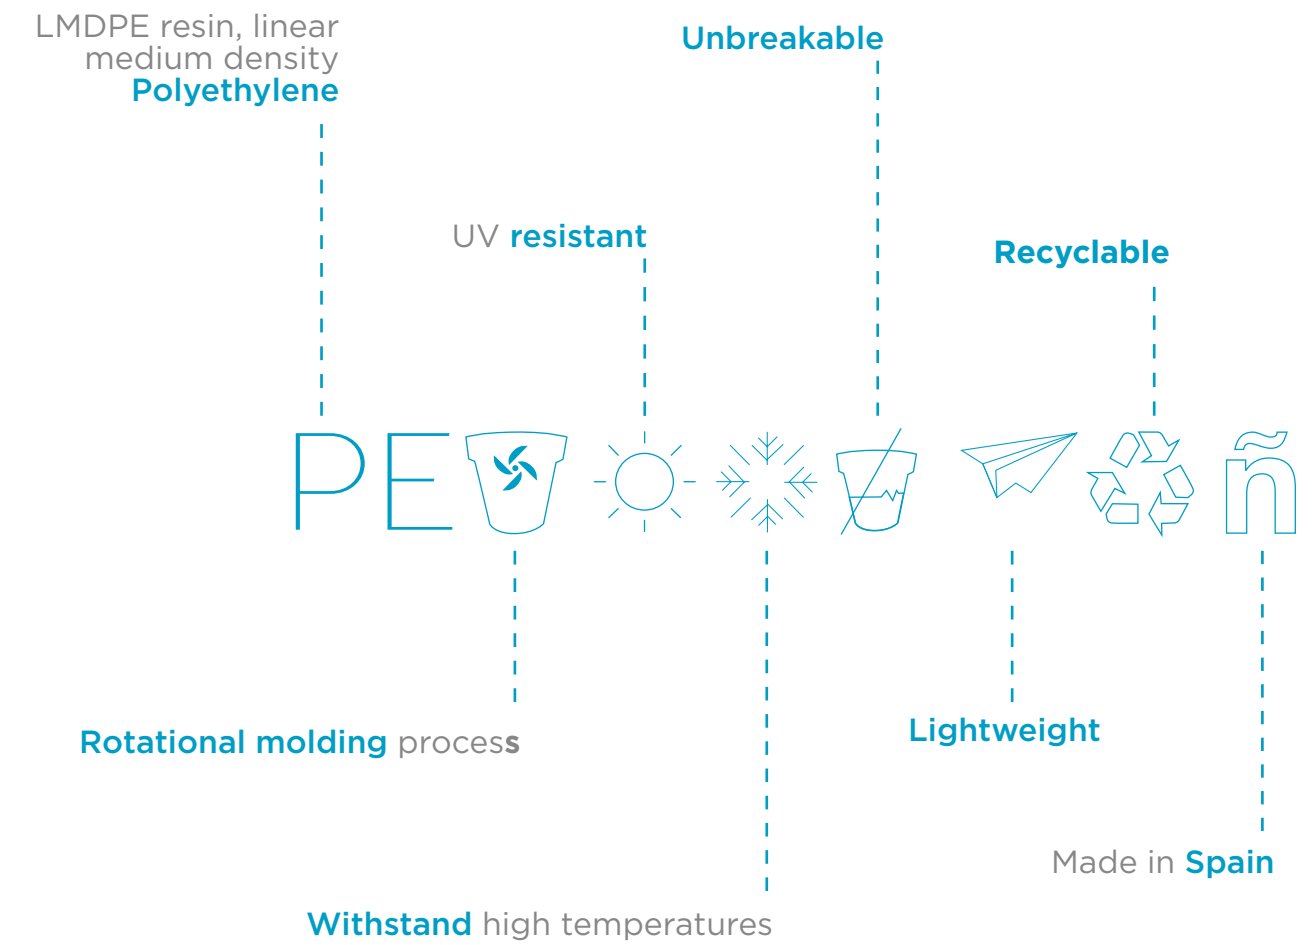 LMDPE resin, linear
medium density
Polyethylene
Unbreakable
UV resistant
Recyclable
PE
ñ
Rotational molding process
Lightweight
Made in Spain
Withstand high temperatures